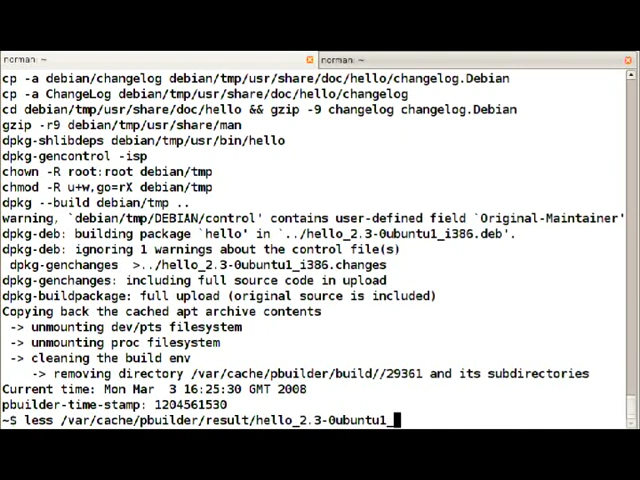 norman: ~
norman: ~
cp -a debian/changelog debian/tmp/usr/share/doc/hello/changelog.Debian
cp -a ChangeLog debian/tmp/usr/share/doc/hello/changelog
cd debian/tmp/usr/share/doc/hello && gzip -9 changelog changelog.Debian
gzip -r9 debian/tmp/usr/share/man
dpkg-shlibdeps debian/tmp/usr/bin/hello
dpkg-gencontrol -isp
chown -R root:root debian/tmp
chmod -R u+w,go=rX debian/tmp
dpkg --build debian/tmp ..
warning, `debian/tmp/DEBIAN/control' contains user-defined field `Original-Maintainer'
dpkg-deb: building package `hello' in `../hello_2.3-0ubuntu1_i386.deb'.
dpkg-deb: ignoring 1 warnings about the control file(s)
dpkg-genchanges  >../hello_2.3-0ubuntu1_i386.changes
dpkg-genchanges: including full source code in upload
dpkg-buildpackage: full upload (original source is included)
Copying back the cached apt archive contents
-> unmounting dev/pts filesystem
-> unmounting proc filesystem
-> cleaning the build env
-> removing directory /var/cache/pbuilder/build//29361 and its subdirectories
Current time: Mon Mar  3 16:25:30 GMT 2008
pbuilder-time-stamp: 1204561530
~$ less /var/cache/pbuilder/result/hello_2.3-0ubuntu1_